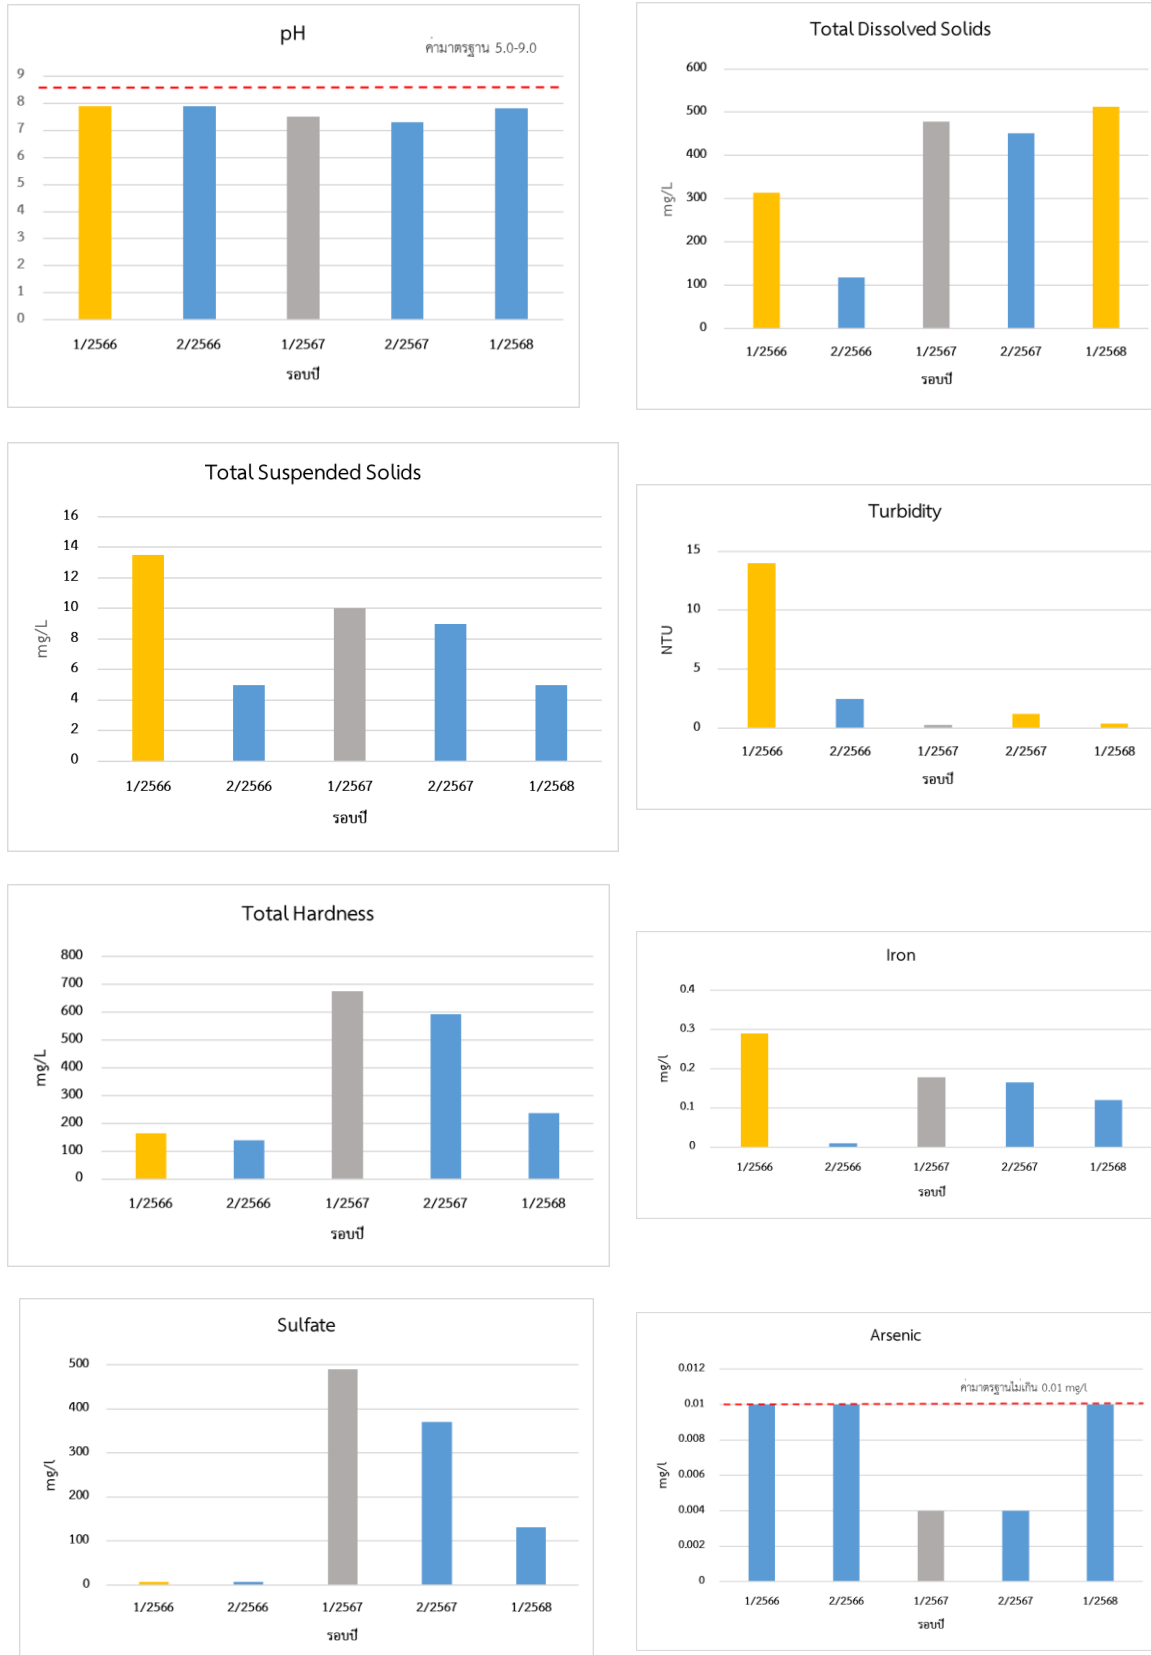 pH
ค่ามาตรฐาน 5.0-9.0
9
8
7
6
5
4
3
2
1
0
1/2566 2/2566 1/2567 2/2567 1/2568
รอบปี
Total Dissolved Solids
600
500
400
300
200
100
0
mg/L
1/2566 2/2566 1/2567 2/2567 1/2568
รอบปี
Total Suspended Solids
16
14
12
10
8
6
4
2
0
mg/L
1/2566 2/2566 1/2567 2/2567 1/2568
รอบปี
Turbidity
15
10
5
0
NTU
1/2566 2/2566 1/2567 2/2567 1/2568
รอบปี
Total Hardness
800
700
600
500
400
300
200
100
0
mg/L
1/2566 2/2566 1/2567 2/2567 1/2568
รอบปี
Iron
0.4
0.3
0.2
0.1
0
mg/l
1/2566 2/2566 1/2567 2/2567 1/2568
รอบปี
Sulfate
500
400
300
200
100
0
mg/l
1/2566 2/2566 1/2567 2/2567 1/2568
รอบปี
Arsenic
0.012
ค่ามาตรฐานไม่เกิน 0.01 mg/l
0.01
0.008
0.006
0.004
0.002
0
mg/l
1/2566 2/2566 1/2567 2/2567 1/2568
รอบปี